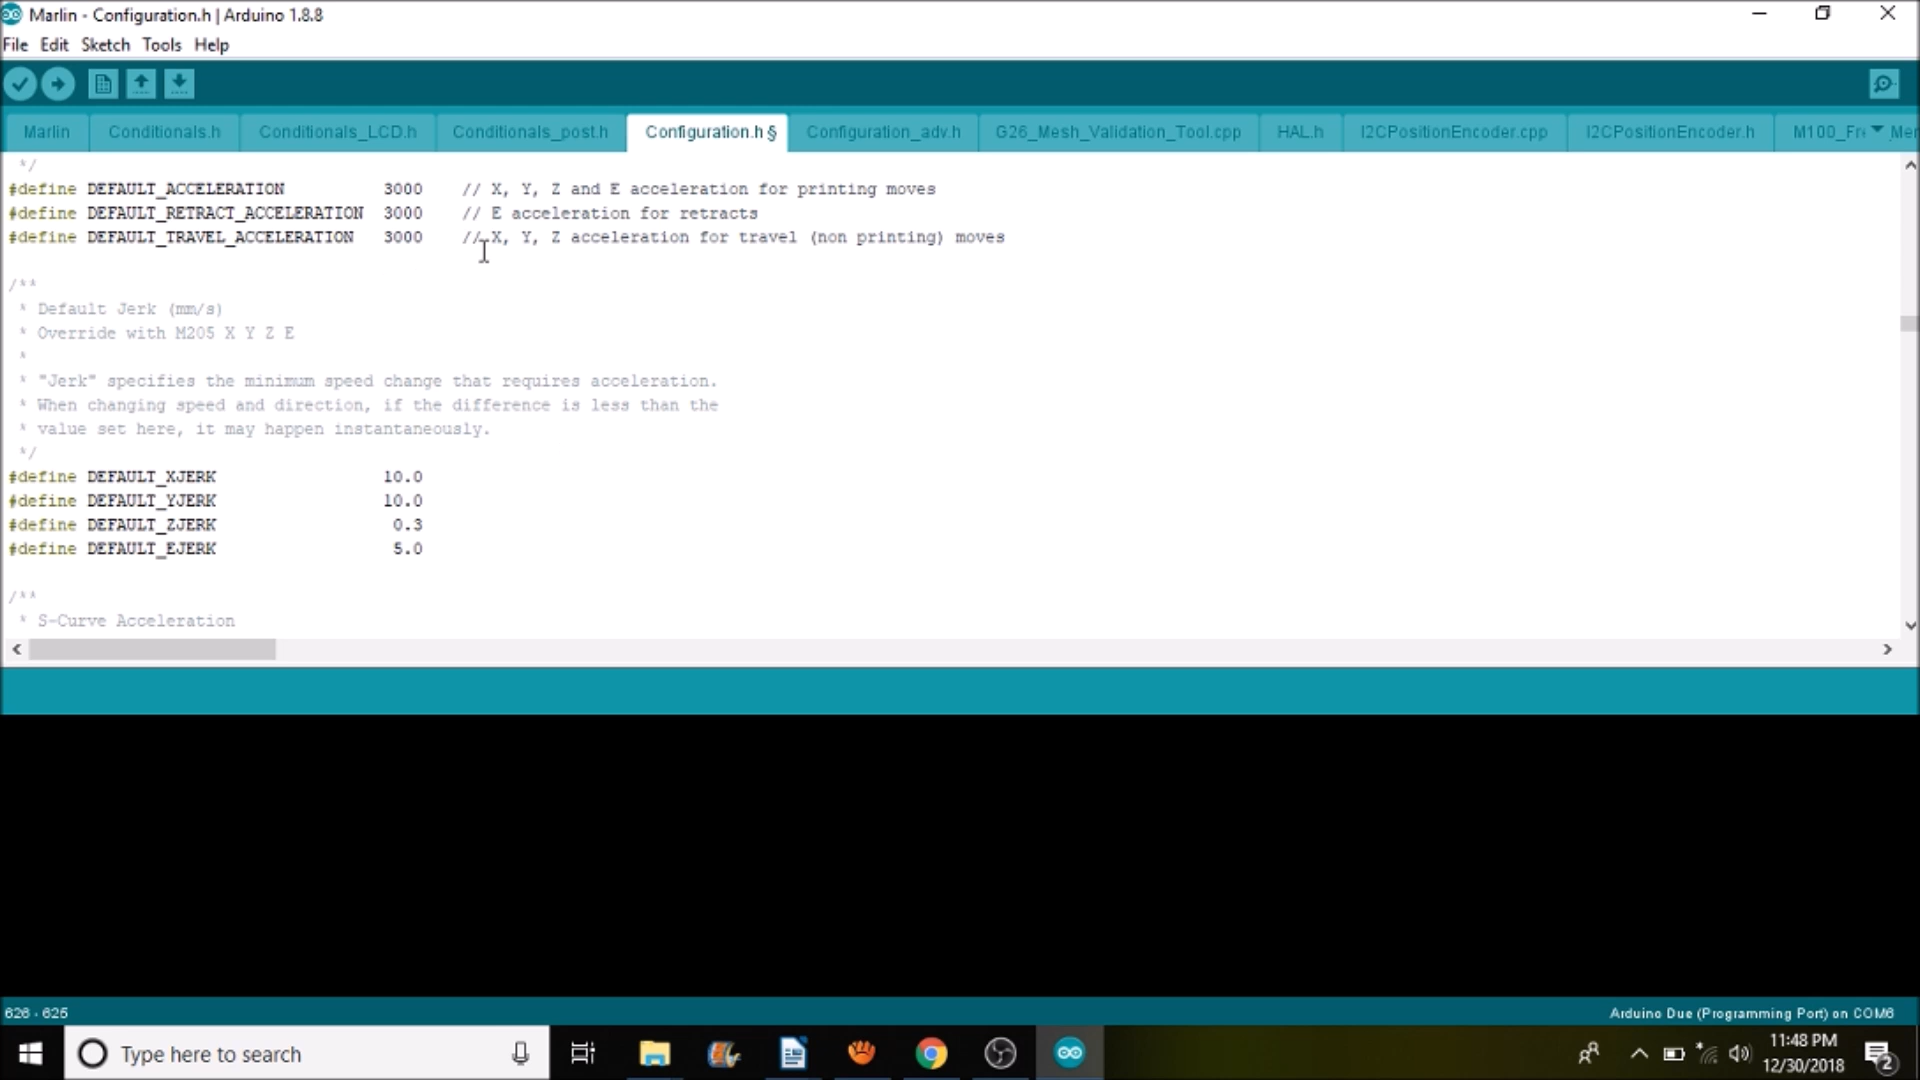 Marlin - Configuration.h | Arduino 1.8.8
File Edit Sketch Tools Help
Marlin Conditionals.h Conditionals_LCD.h Conditionals_post.h Configuration.h § Configuration_adv.h G26_Mesh_Validation_Tool.cpp HAL.h I2CPositionEncoder.cpp I2CPositionEncoder.h M100_Fre Mer
*/
#define DEFAULT_ACCELERATION 3000 // X, Y, Z and E acceleration for printing moves
#define DEFAULT_RETRACT_ACCELERATION 3000 // E acceleration for retracts
#define DEFAULT_TRAVEL_ACCELERATION 3000 // X, Y, Z acceleration for travel (non printing) moves
/**
* Default Jerk (mm/s)
* Override with M205 X Y Z E
*
* "Jerk" specifies the minimum speed change that requires acceleration.
* When changing speed and direction, if the difference is less than the
* value set here, it may happen instantaneously.
*/
#define DEFAULT_XJERK 10.0
#define DEFAULT_YJERK 10.0
#define DEFAULT_ZJERK 0.3
#define DEFAULT_EJERK 5.0
/**
* S-Curve Acceleration
626 - 625 Arduino Due (Programming Port) on COM6
Type here to search
11:48 PM
12/30/2018
2